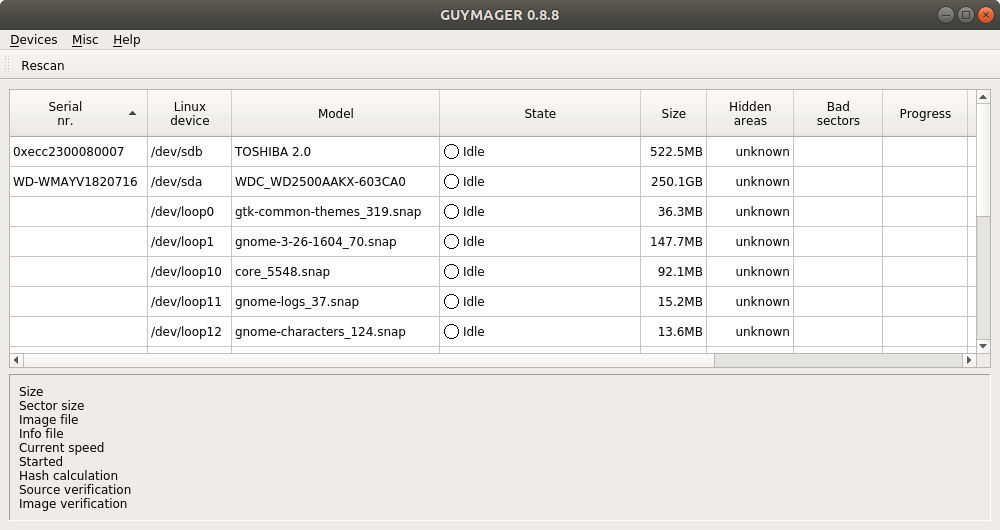 GUYMAGER 0.8.8
Devices Misc Help
Rescan
Serial nr. Linux device Model State Size Hidden areas Bad sectors Progress
0xecc2300080007 /dev/sdb TOSHIBA 2.0 Idle 522.5MB unknown
WD-WMAYV1820716 /dev/sda WDC_WD2500AAKX-603CA0 Idle 250.1GB unknown
/dev/loop0 gtk-common-themes_319.snap Idle 36.3MB unknown
/dev/loop1 gnome-3-26-1604_70.snap Idle 147.7MB unknown
/dev/loop10 core_5548.snap Idle 92.1MB unknown
/dev/loop11 gnome-logs_37.snap Idle 15.2MB unknown
/dev/loop12 gnome-characters_124.snap Idle 13.6MB unknown
Size
Sector size
Image file
Info file
Current speed
Started
Hash calculation
Source verification
Image verification